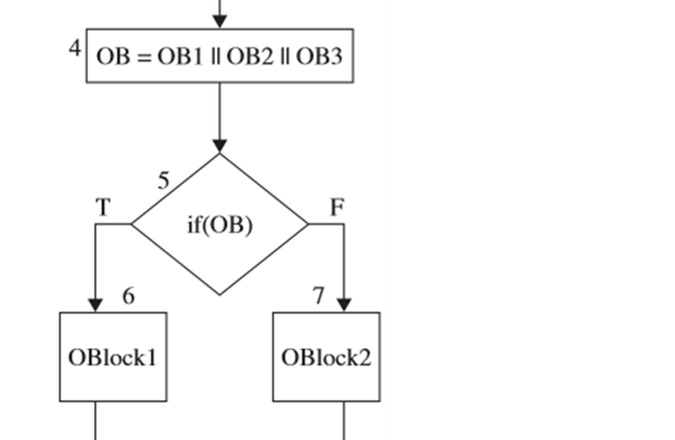 4
OB = OB1 || OB2 || OB3
5
T
F
if(OB)
6
7
OBlock1
OBlock2